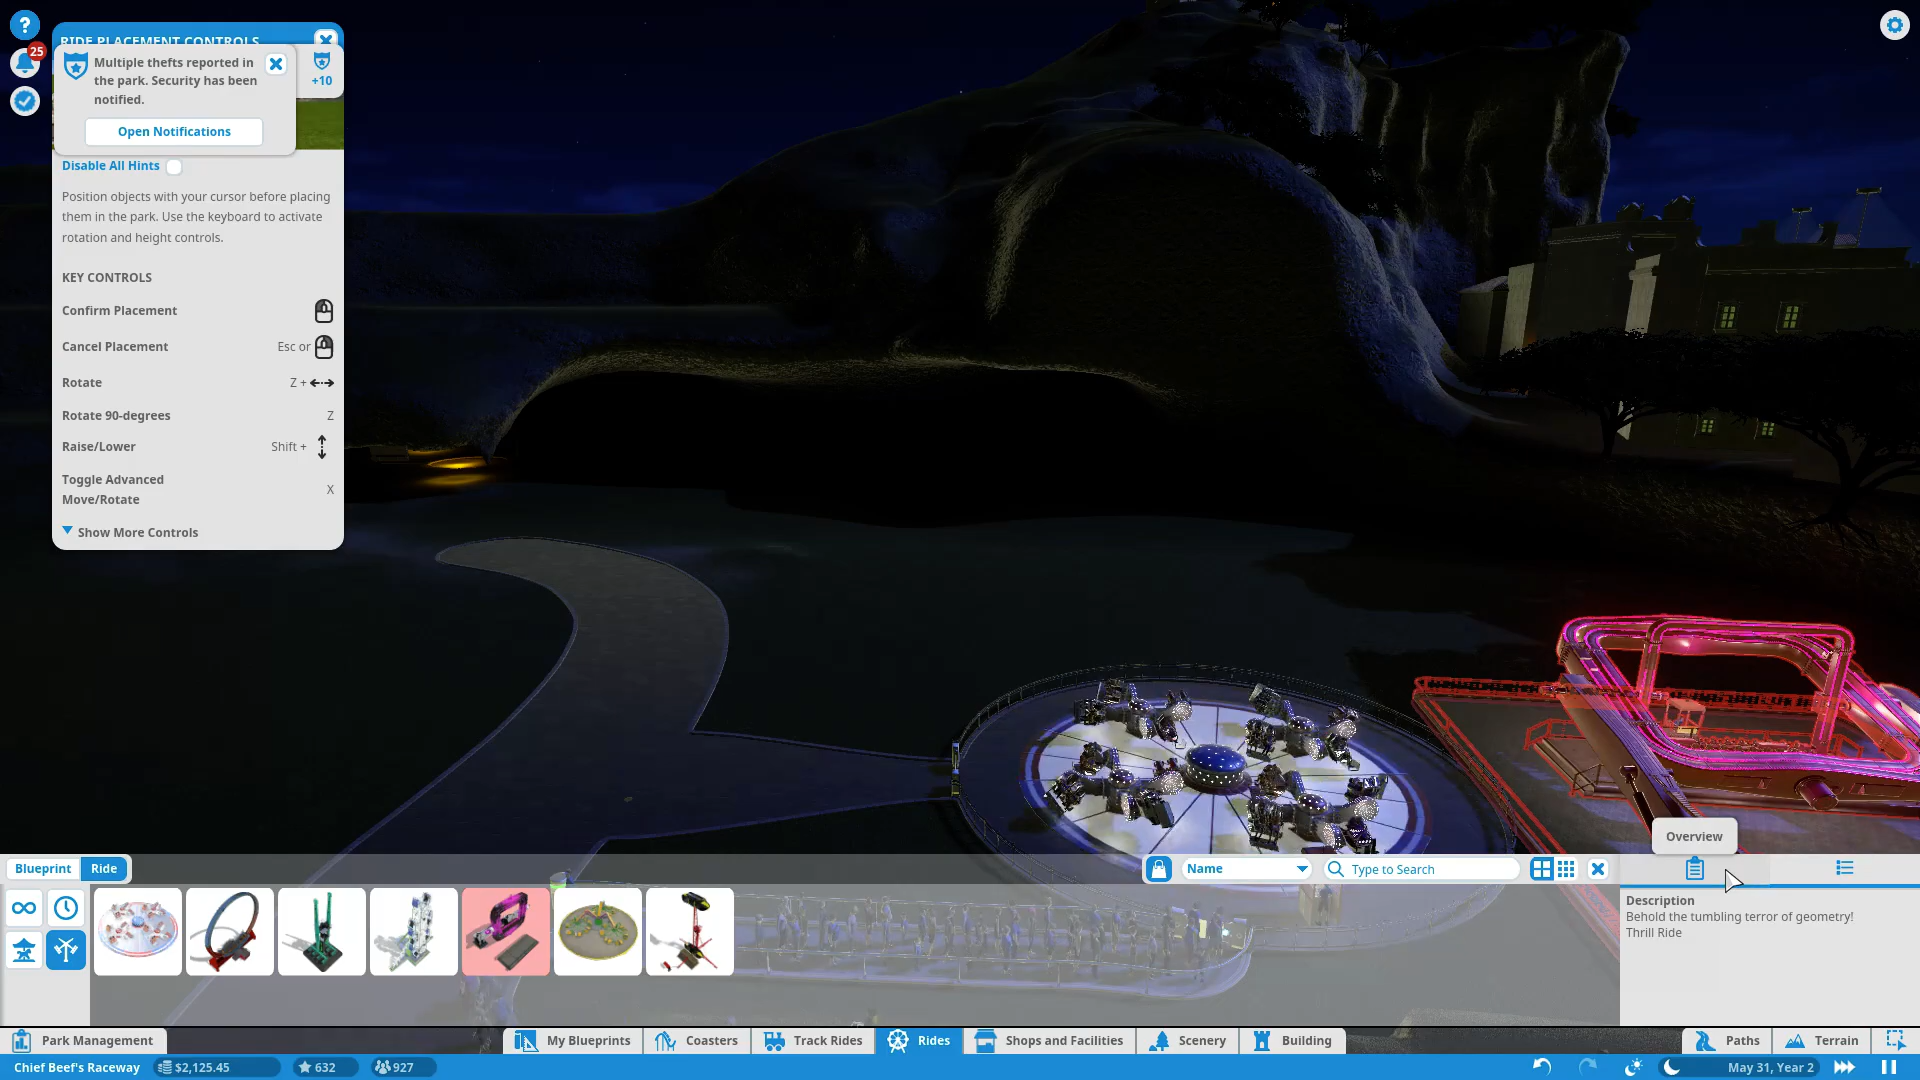 RIDE PLACEMENT CONTROLS
25
Multiple thefts reported in
the park. Security has been
notified.
+10
Open Notifications
Disable All Hints
Position objects with your cursor before placing
them in the park. Use the keyboard to activate
rotation and height controls.
KEY CONTROLS
Confirm Placement
Cancel Placement Esc or
Rotate Z +
Rotate 90-degrees Z
Raise/Lower Shift +
Toggle Advanced
Move/Rotate X
Show More Controls
Overview
Blueprint Ride
Name
Type to Search
Description
Behold the tumbling terror of geometry!
Thrill Ride
Park Management
My Blueprints
Coasters
Track Rides
Rides
Shops and Facilities
Scenery
Building
Paths
Terrain
Chief Beef's Raceway
$2,125.45
632
927
May 31, Year 2